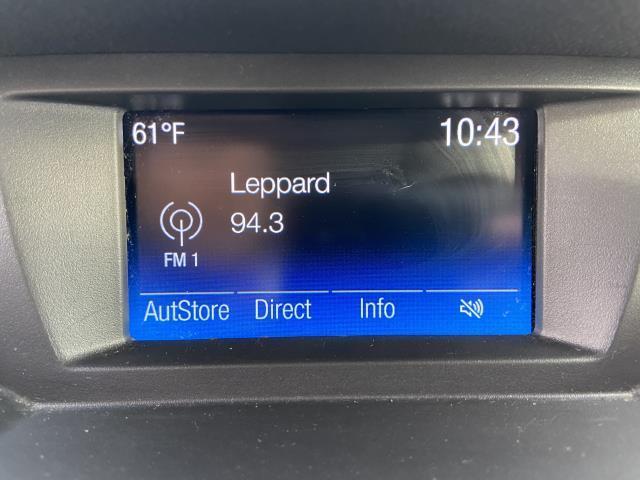 61°F 10:43
Leppard
94.3
FM 1
AutStore Direct Info